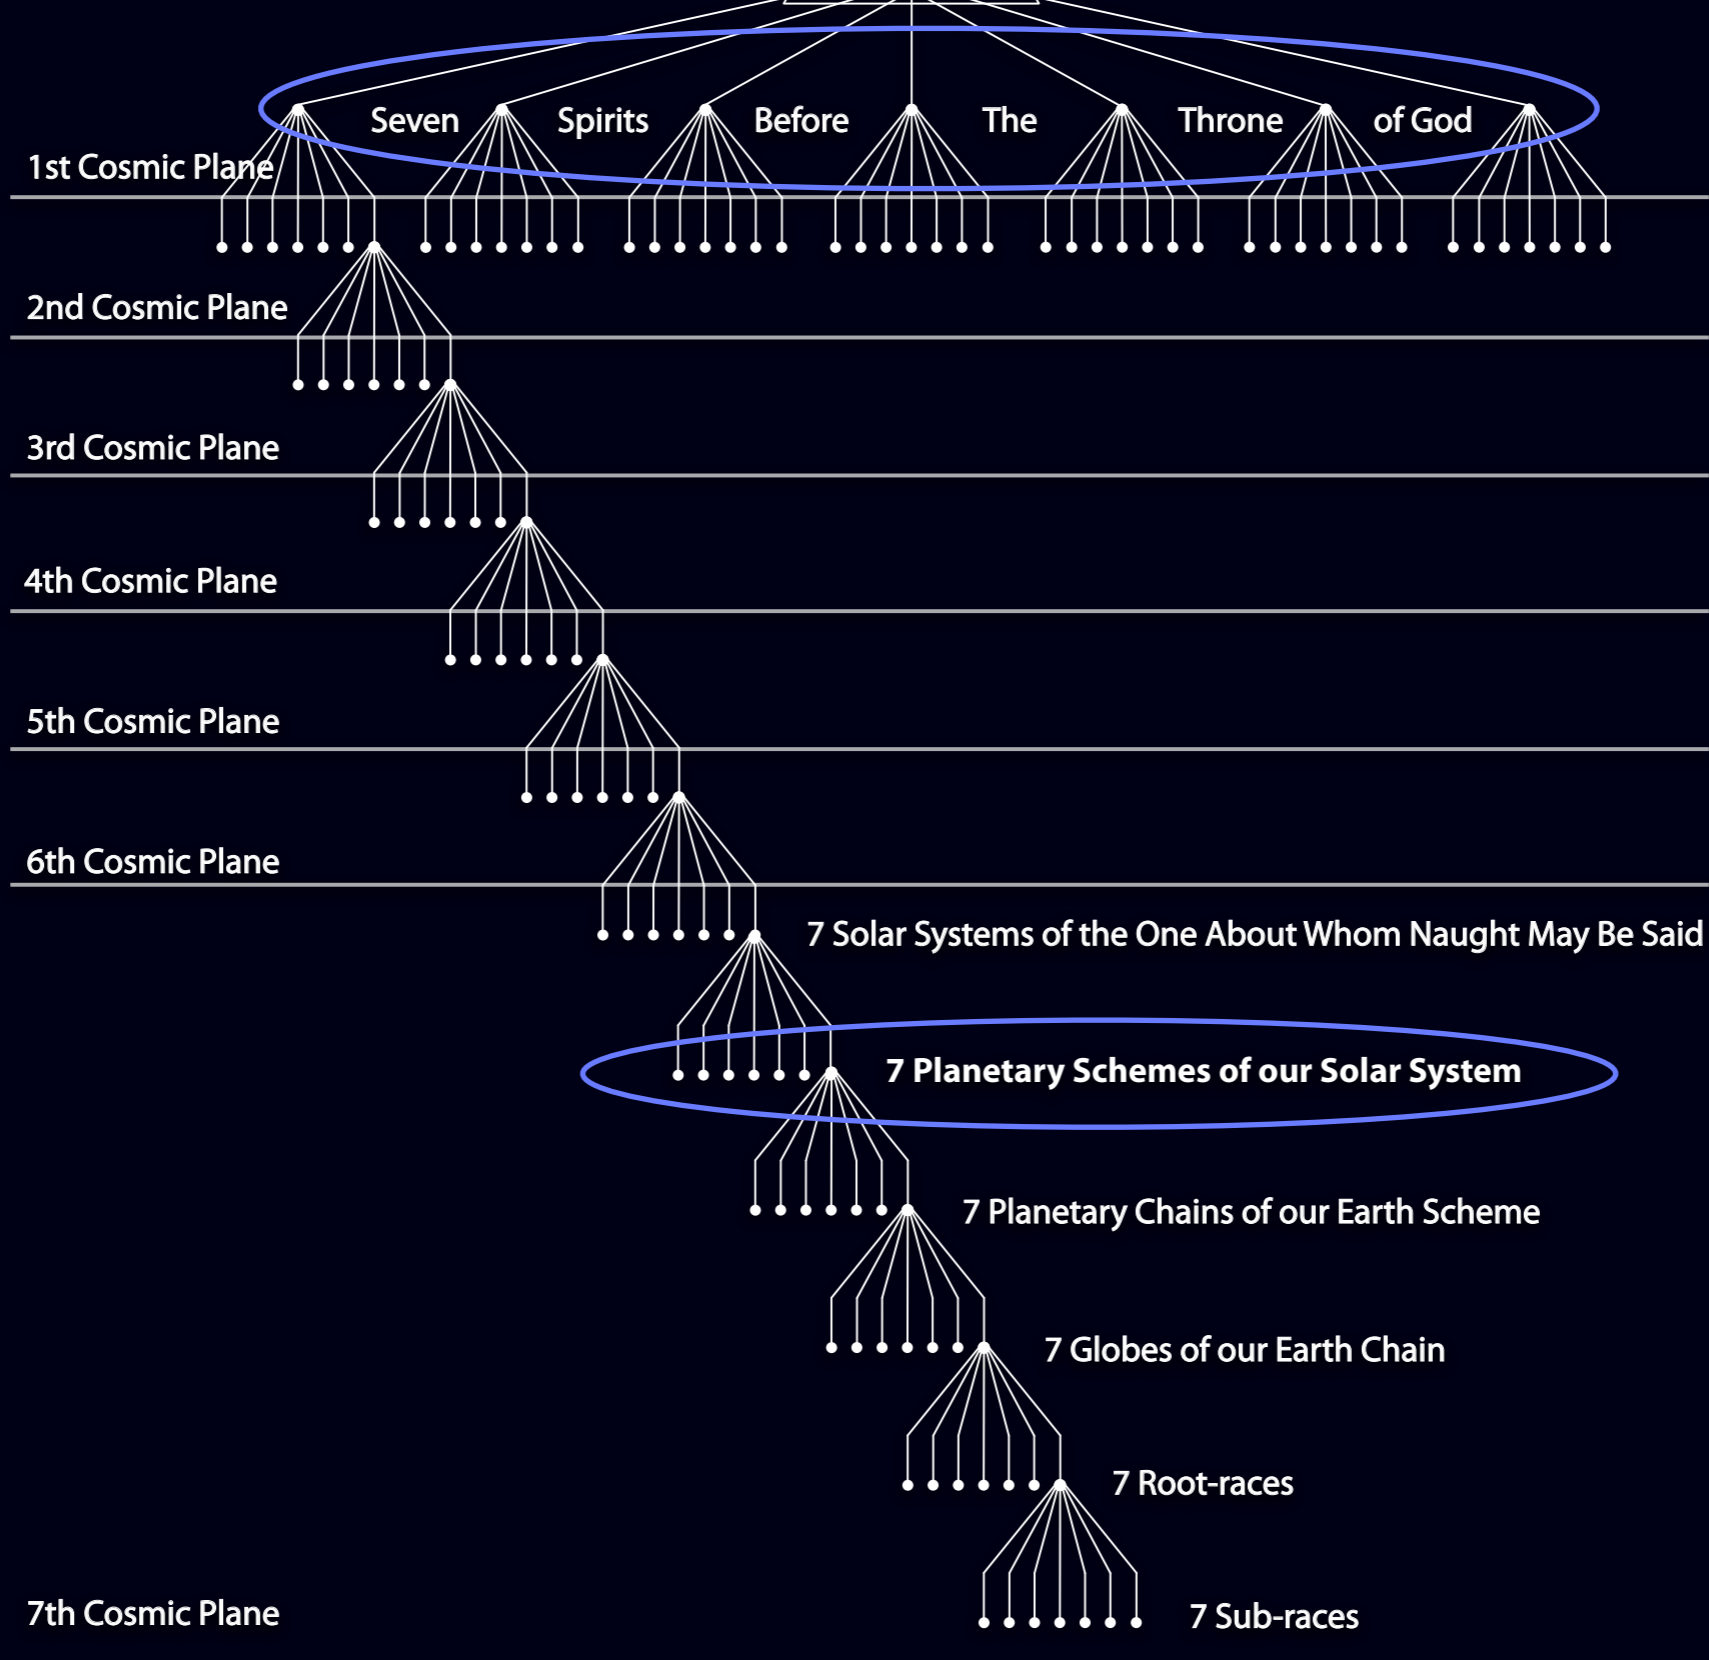 Seven Spirits Before The Throne of God
1st Cosmic Plane
2nd Cosmic Plane
3rd Cosmic Plane
4th Cosmic Plane
5th Cosmic Plane
6th Cosmic Plane
7 Solar Systems of the One About Whom Naught May Be Said
7 Planetary Schemes of our Solar System
7 Planetary Chains of our Earth Scheme
7 Globes of our Earth Chain
7 Root-races
7th Cosmic Plane
7 Sub-races